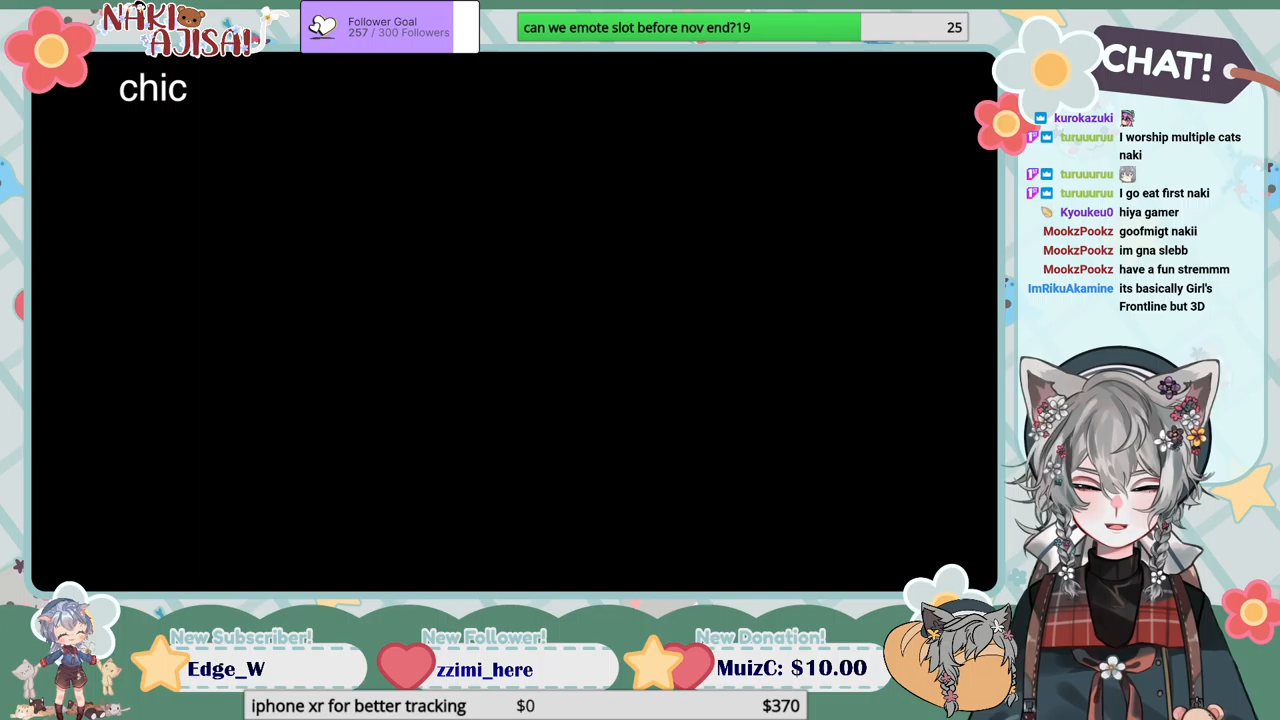 NAKI
AJISAI
Follower Goal
257 / 300 Followers
can we emote slot before nov end?19
25
CHAT!
chic
kurokazuki
turuuuruu I worship multiple cats
naki
turuuuruu
turuuuruu I go eat first naki
Kyoukeu0 hiya gamer
MookzPookz goofmigt nakii
MookzPookz im gna slebb
MookzPookz have a fun stremmm
ImRikuAkamine its basically Girl's
Frontline but 3D
New Subscriber!
Edge_W
New Follower!
zzimi_here
New Donation!
MuizC: $10.00
iphone xr for better tracking $0 $370